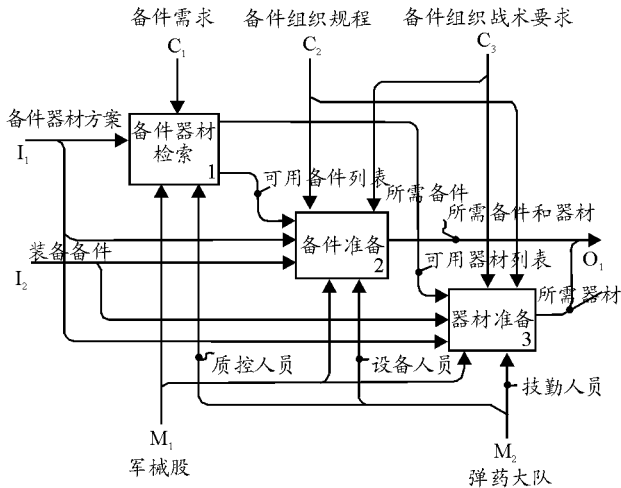 备件需求
C1
备件组织规程
C2
备件组织战术要求
C3
备件器材方案
I1
备件器材
检索
1
可用备件列表
所需备件
所需备件和器材
O1
装备备件
I2
备件准备
2
可用器材列表
所需器材
器材准备
3
质控人员
设备人员
技勤人员
M1
军械股
M2
弹药大队